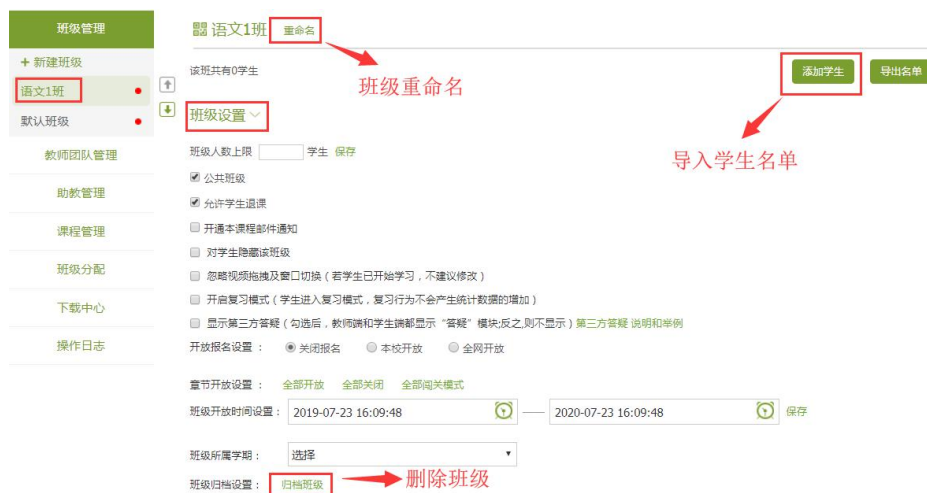 班级管理
+ 新建班级
语文1班
默认班级
教师团队管理
助教管理
课程管理
班级分配
下载中心
操作日志
语文1班 重命名
班级重命名
该班共有0学生
添加学生 导出名单
导入学生名单
班级设置
班级人数上限 学生 保存
公共班级
允许学生退课
开通本课程邮件通知
对学生隐藏该班级
忽略视频拖拽及窗口切换（若学生已开始学习，不建议修改）
开启复习模式（学生进入复习模式，复习行为不会产生统计数据的增加）
显示第三方答疑（勾选后，教师端和学生端都显示“答疑”模块;反之,则不显示）第三方答疑 说明和举例
开放报名设置： 关闭报名 本校开放 全网开放
章节开放设置： 全部开放 全部关闭 全部闯关模式
班级开放时间设置： 2019-07-23 16:09:48 —— 2020-07-23 16:09:48 保存
班级所属学期： 选择
班级归档设置： 归档班级 删除班级